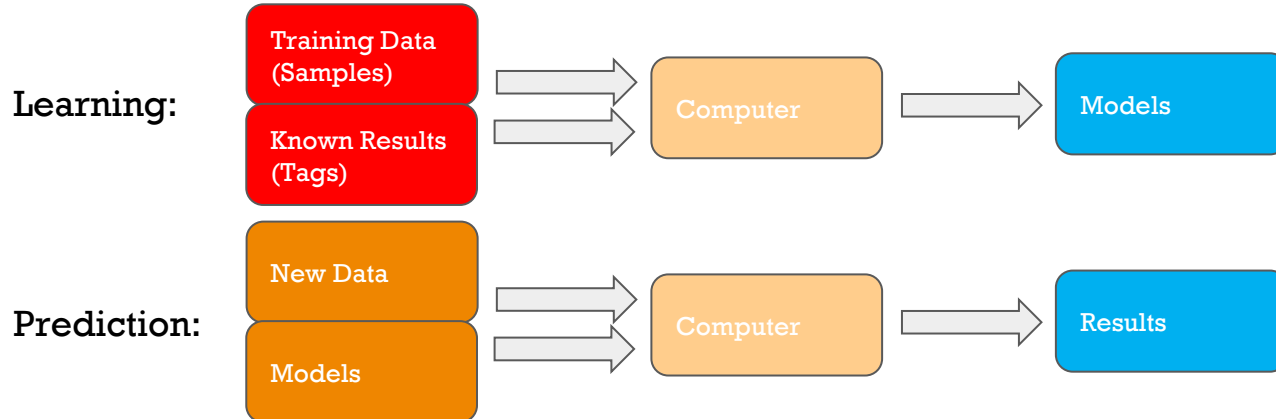 Learning:
Training Data
(Samples)
Known Results
(Tags)
Computer
Models
Prediction:
New Data
Models
Computer
Results